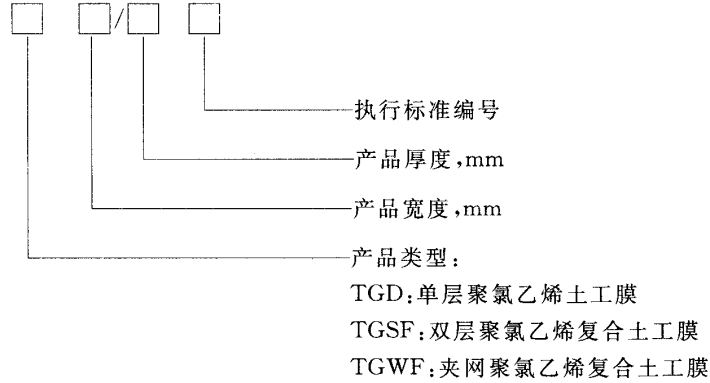 /
执行标准编号
产品厚度,mm
产品宽度,mm
产品类型:
TGD:单层聚氯乙烯土工膜
TGSF:双层聚氯乙烯复合土工膜
TGWF:夹网聚氯乙烯复合土工膜